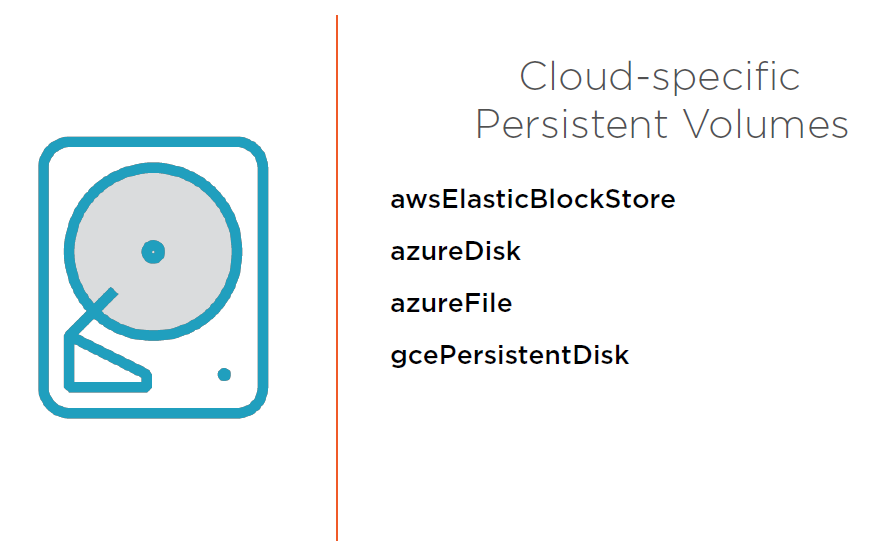 Cloud-specific
Persistent Volumes
awsElasticBlockStore
azureDisk
azureFile
gcePersistentDisk